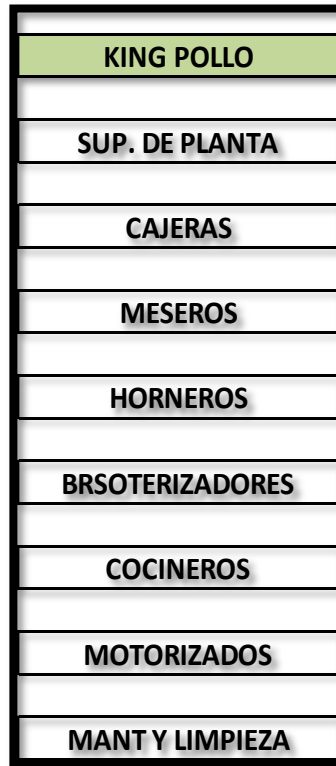 KING POLLO
SUP. DE PLANTA
CAJERAS
MESEROS
HORNEROS
BRSOTERIZADORES
COCINEROS
MOTORIZADOS
MANT Y LIMPIEZA